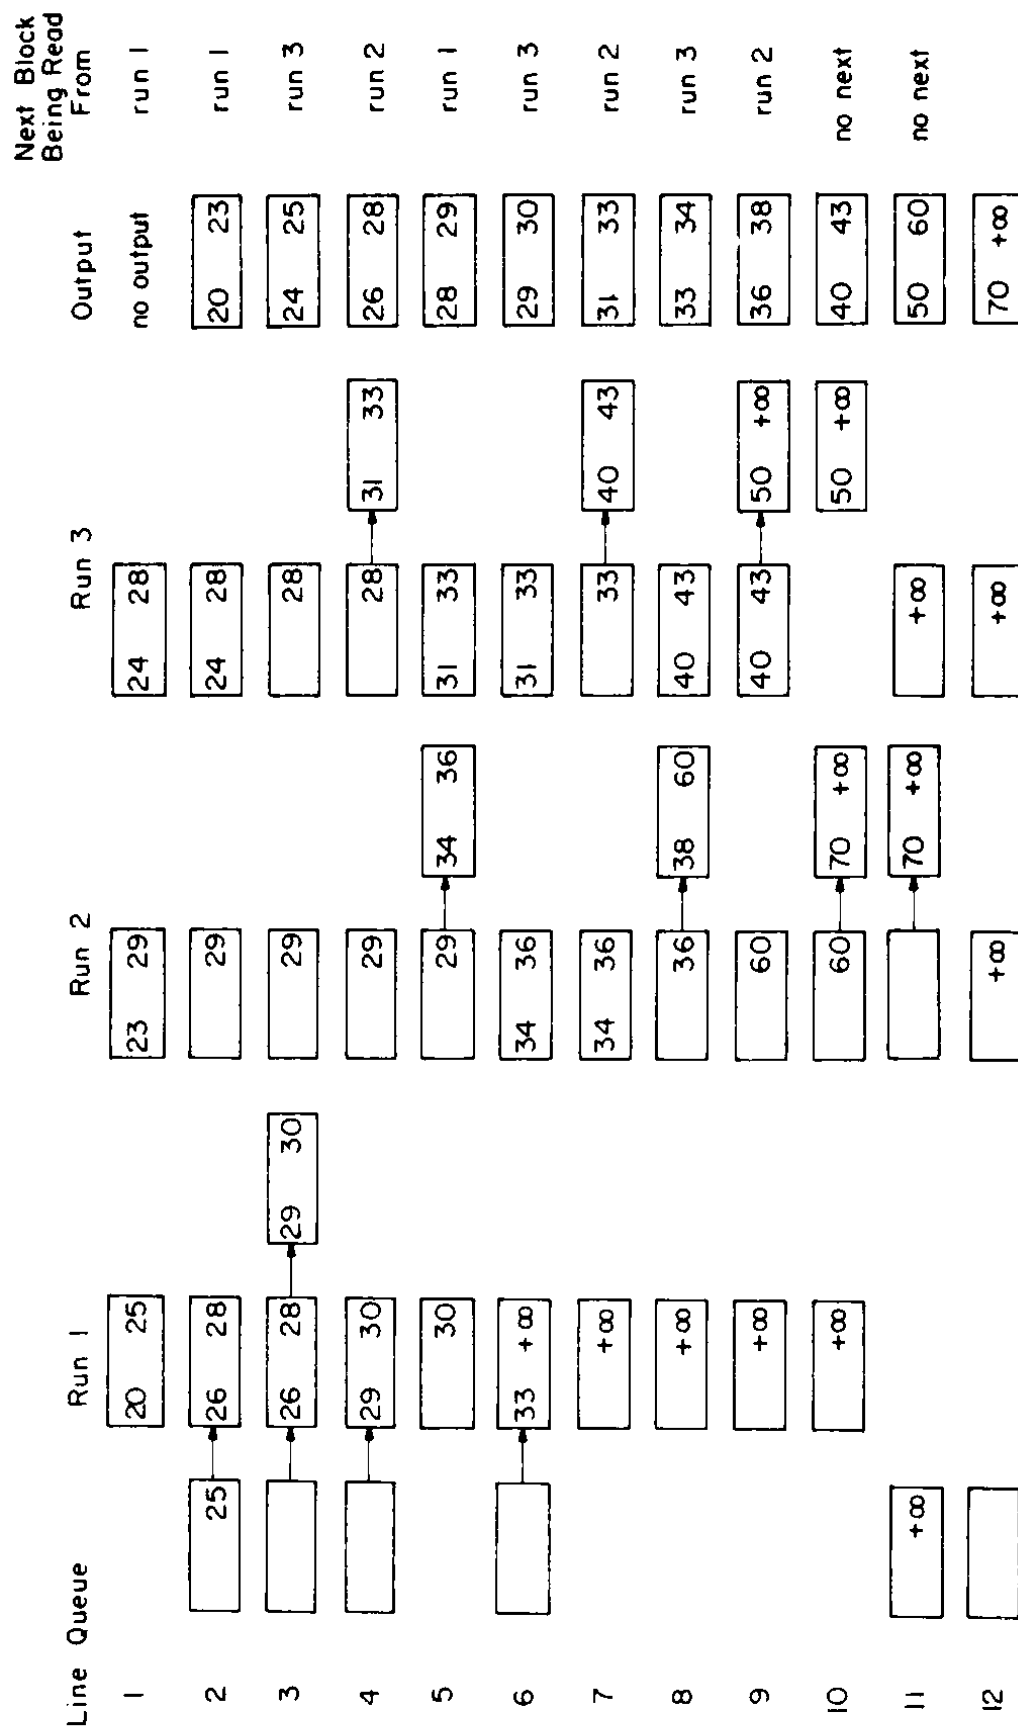 Next Block
Being Read
Line Queue Run 1 Run 2 Run 3 Output From
1 20 25 23 29 24 28 no output run 1
2 25 26 28 29 24 28 20 23 run 1
3 26 28 29 30 29 28 24 25 run 3
4 29 30 29 28 31 33 26 28 run 2
5 30 29 34 36 31 33 28 29 run 1
6 33 +∞ 34 36 31 33 29 30 run 3
7 +∞ 34 36 33 40 43 31 33 run 2
8 +∞ 36 38 60 40 43 33 34 run 3
9 +∞ 60 40 43 50 +∞ 36 38 run 2
10 +∞ 60 70 +∞ 50 +∞ 40 43 no next
11 +∞ 70 +∞ +∞ 50 60 no next
12 +∞ +∞ 70 +∞